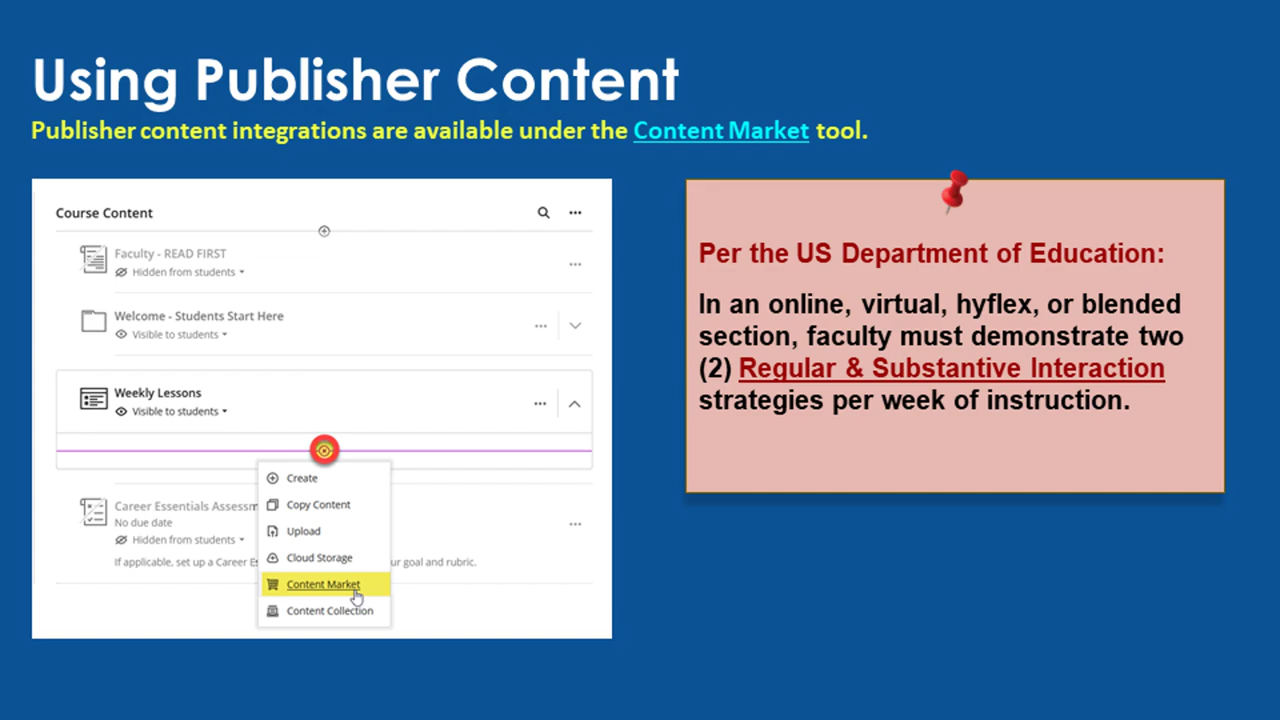 Using Publisher Content
Publisher content integrations are available under the Content Market tool.
Course Content
Faculty - READ FIRST
Hidden from students
Welcome - Students Start Here
Visible to students
Weekly Lessons
Visible to students
Create
Copy Content
Upload
Cloud Storage
Content Market
Content Collection
Career Essentials Assessm
No due date
Hidden from students
If applicable, set up a Career Es
ur goal and rubric.
Per the US Department of Education:
In an online, virtual, hyflex, or blended
section, faculty must demonstrate two
(2) Regular & Substantive Interaction
strategies per week of instruction.